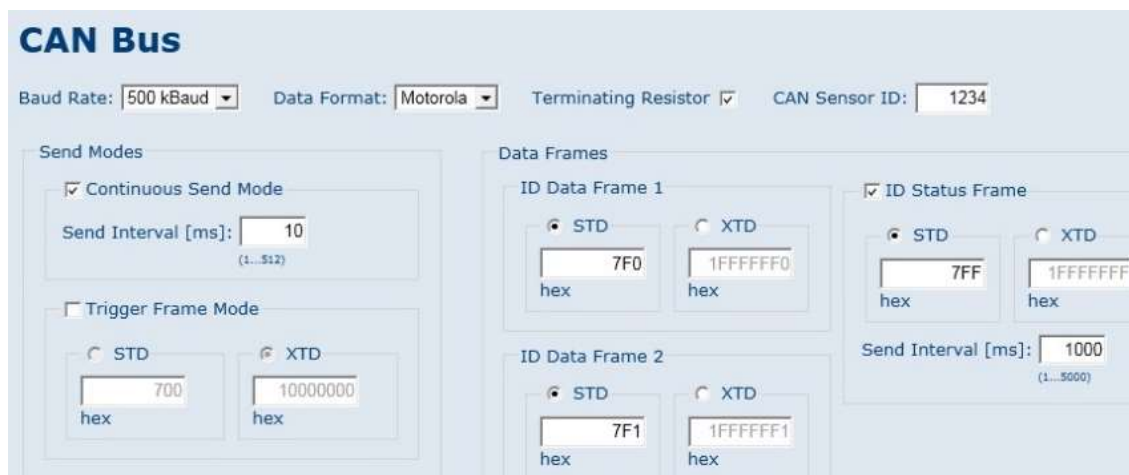 CAN Bus
Baud Rate: 500 kBaud Data Format: Motorola Terminating Resistor CAN Sensor ID: 1234
Send Modes
Continuous Send Mode
Send Interval [ms]: 10
(1...512)
Trigger Frame Mode
STD XTD
700 10000000
hex hex
Data Frames
ID Data Frame 1
STD XTD
7F0 1FFFFFF0
hex hex
ID Data Frame 2
STD XTD
7F1 1FFFFFF1
hex hex
ID Status Frame
STD XTD
7FF 1FFFFFFF
hex hex
Send Interval [ms]: 1000
(1...5000)